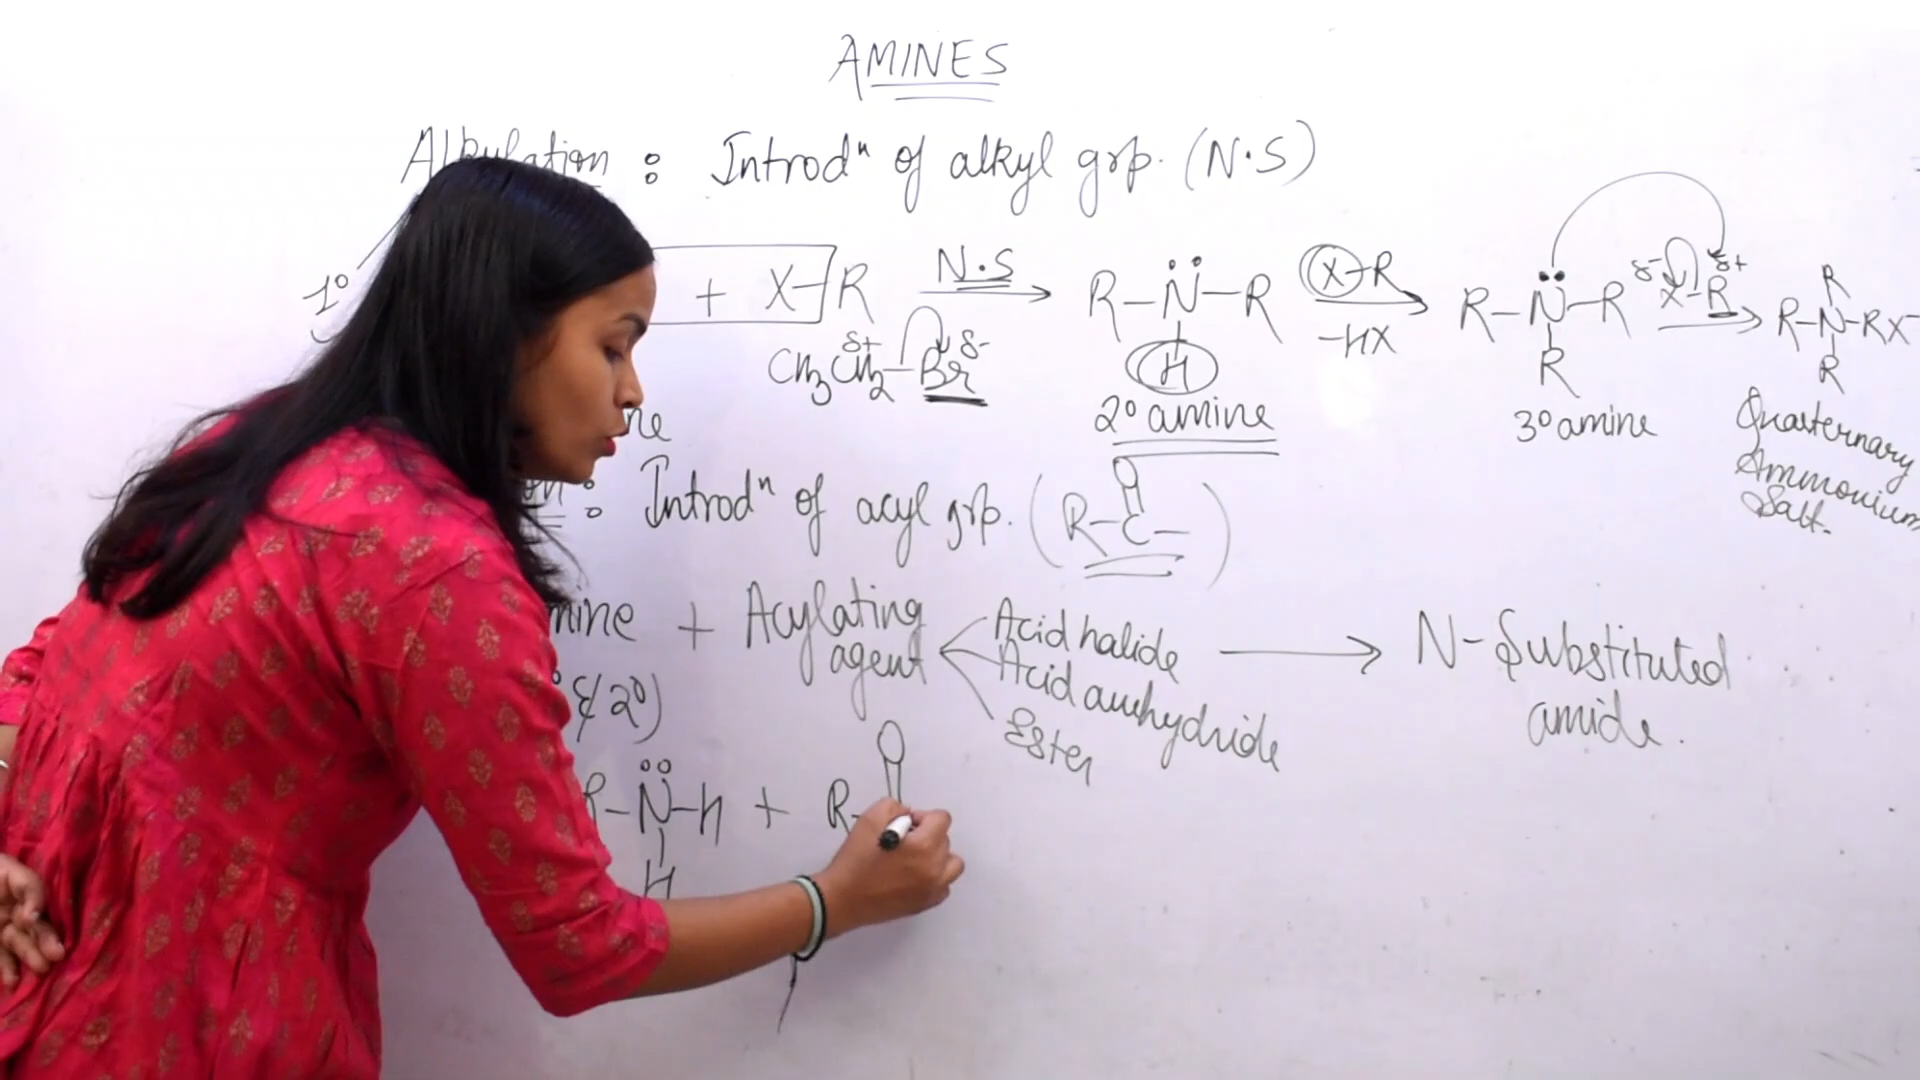 AMINES
Alkylation : Introdⁿ of alkyl grp. (N.S)
1° + X-R N.S R-N-R X-R R-N-R δ- X-R δ+ R-N-RX⁻
H -HX R R R
CH3CH2-Br δ+ δ-
2° amine 3° amine Quarternary
Ammonium
Salt.
: Introdⁿ of acyl grp. (R-C-)
O
+ Acylating agent Acid halide N-Substituted
Acid anhydride amide.
Ester
& 2°)
R-N-H + R-
H